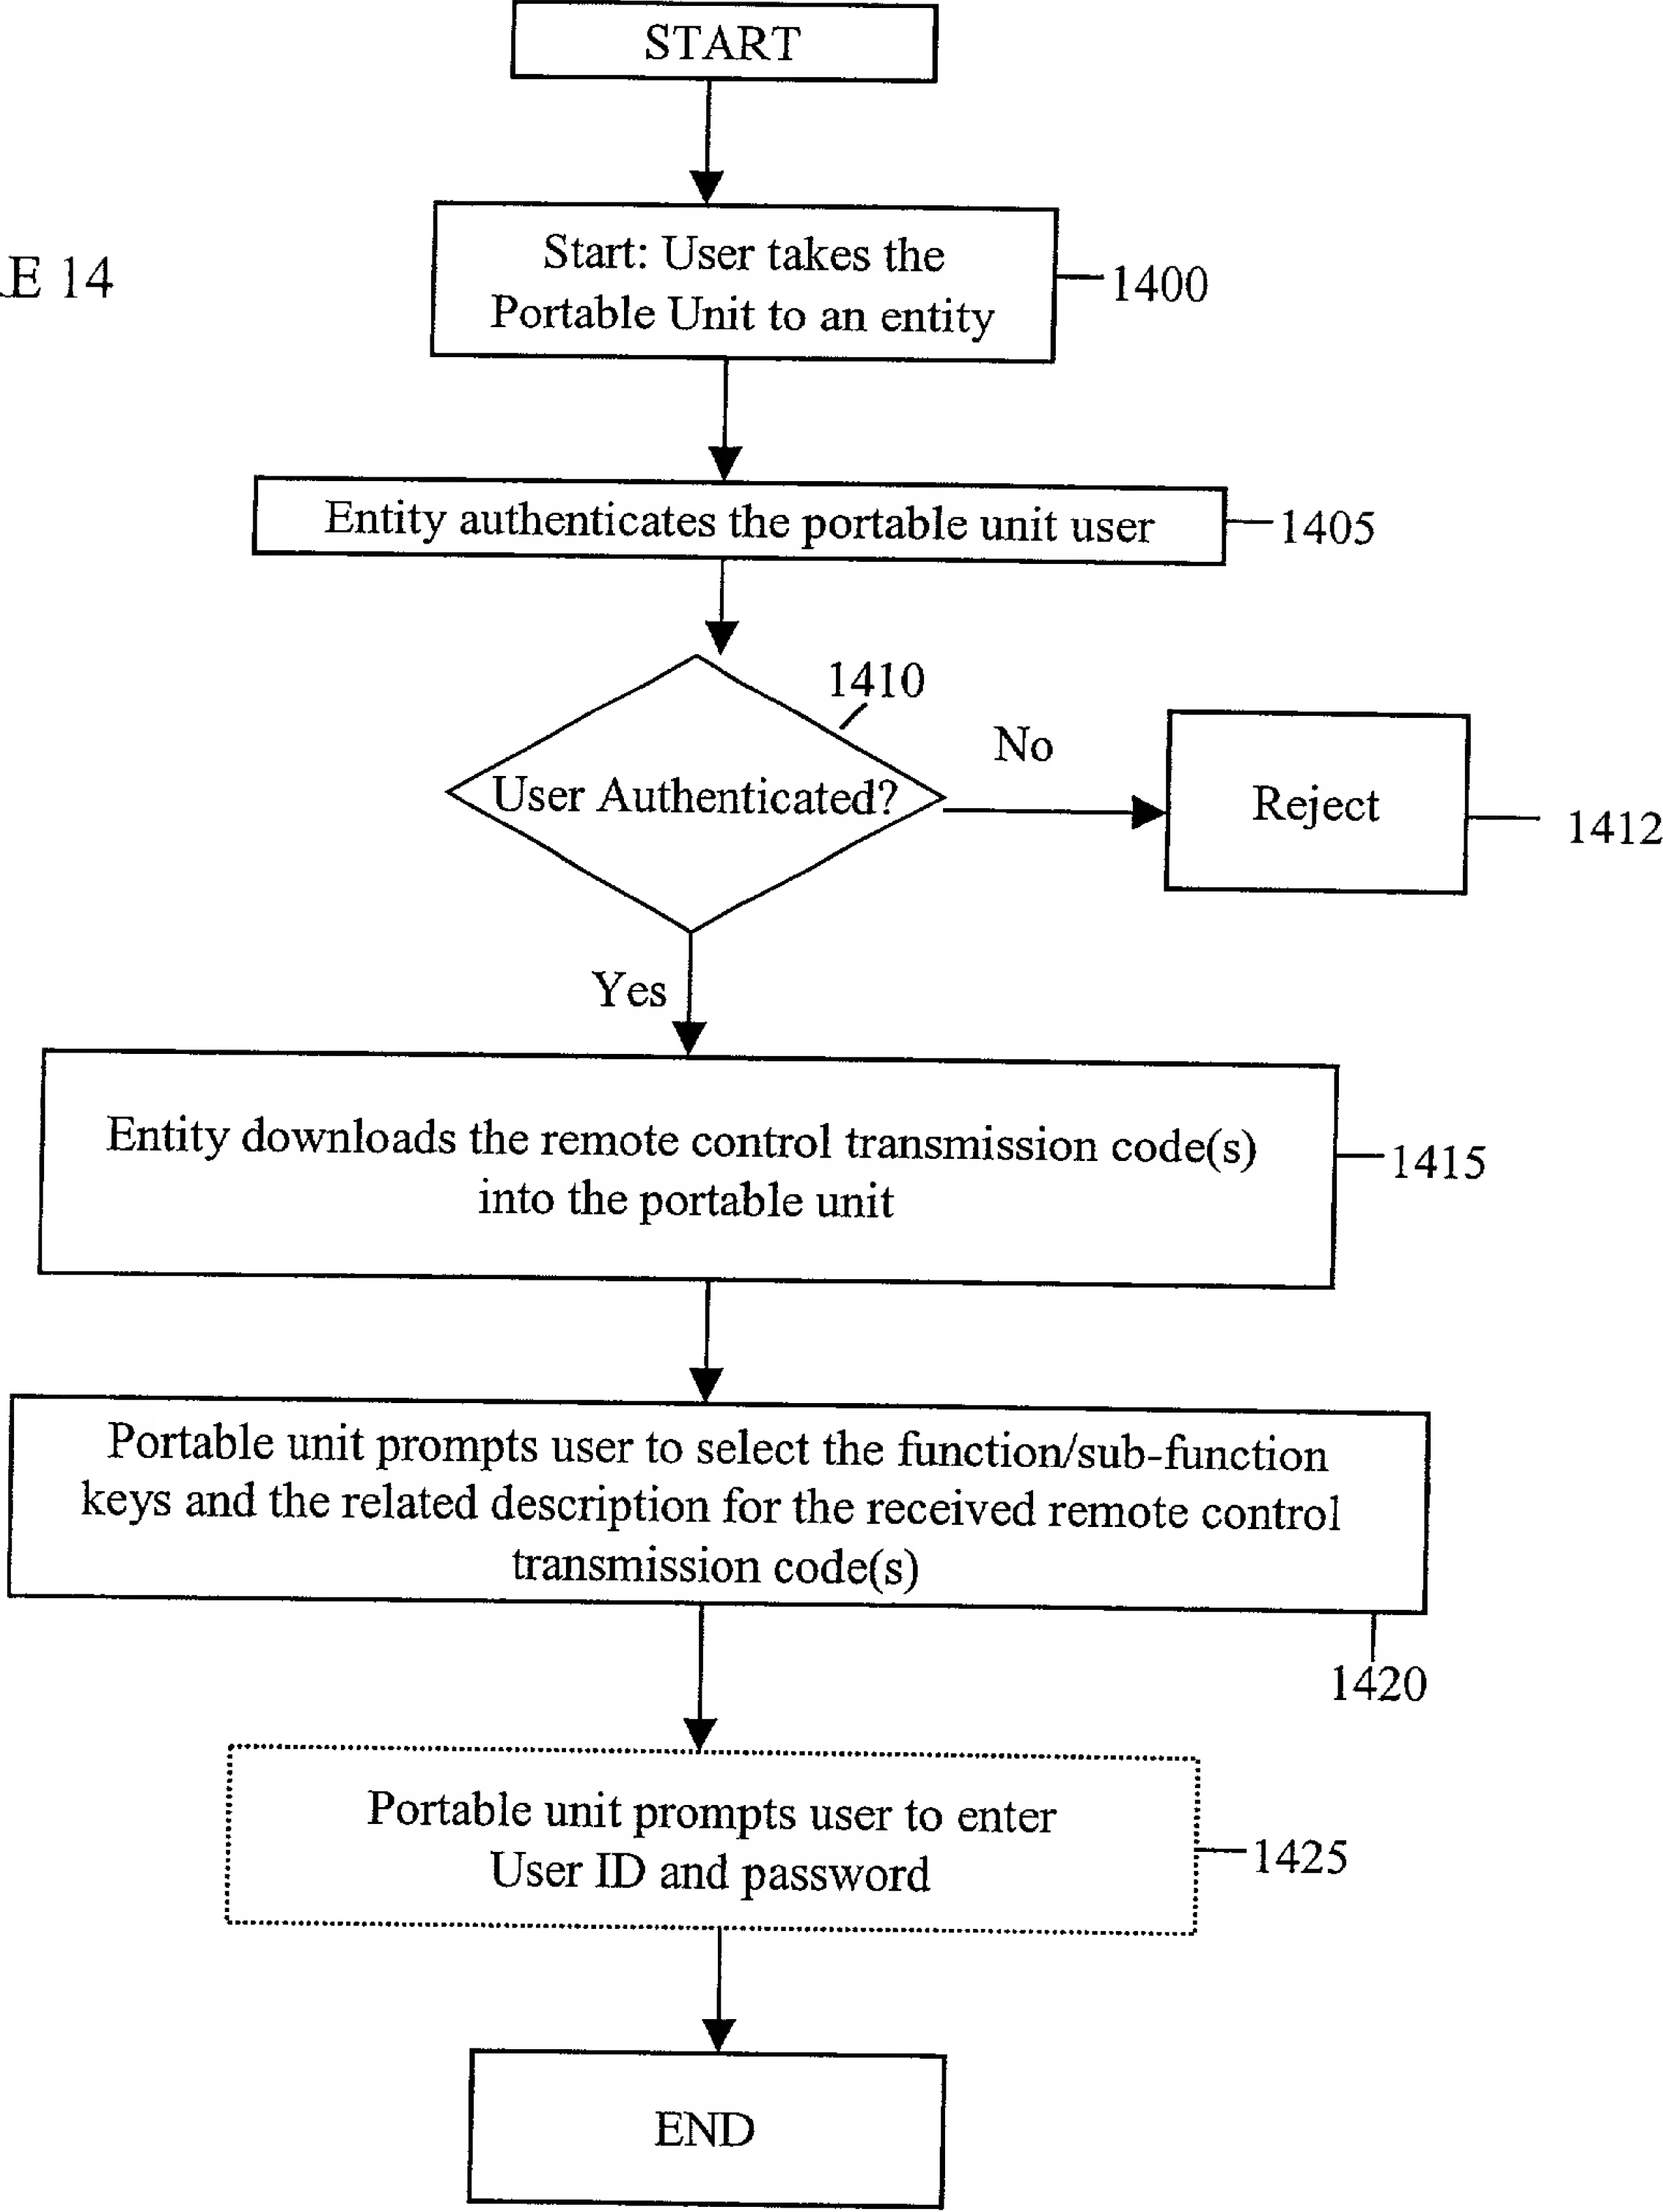 START
Start: User takes the
Portable Unit to an entity
1400
E 14
Entity authenticates the portable unit user
1405
1410
User Authenticated?
No
Reject
1412
Yes
Entity downloads the remote control transmission code(s)
into the portable unit
1415
Portable unit prompts user to select the function/sub-function
keys and the related description for the received remote control
transmission code(s)
1420
Portable unit prompts user to enter
User ID and password
1425
END